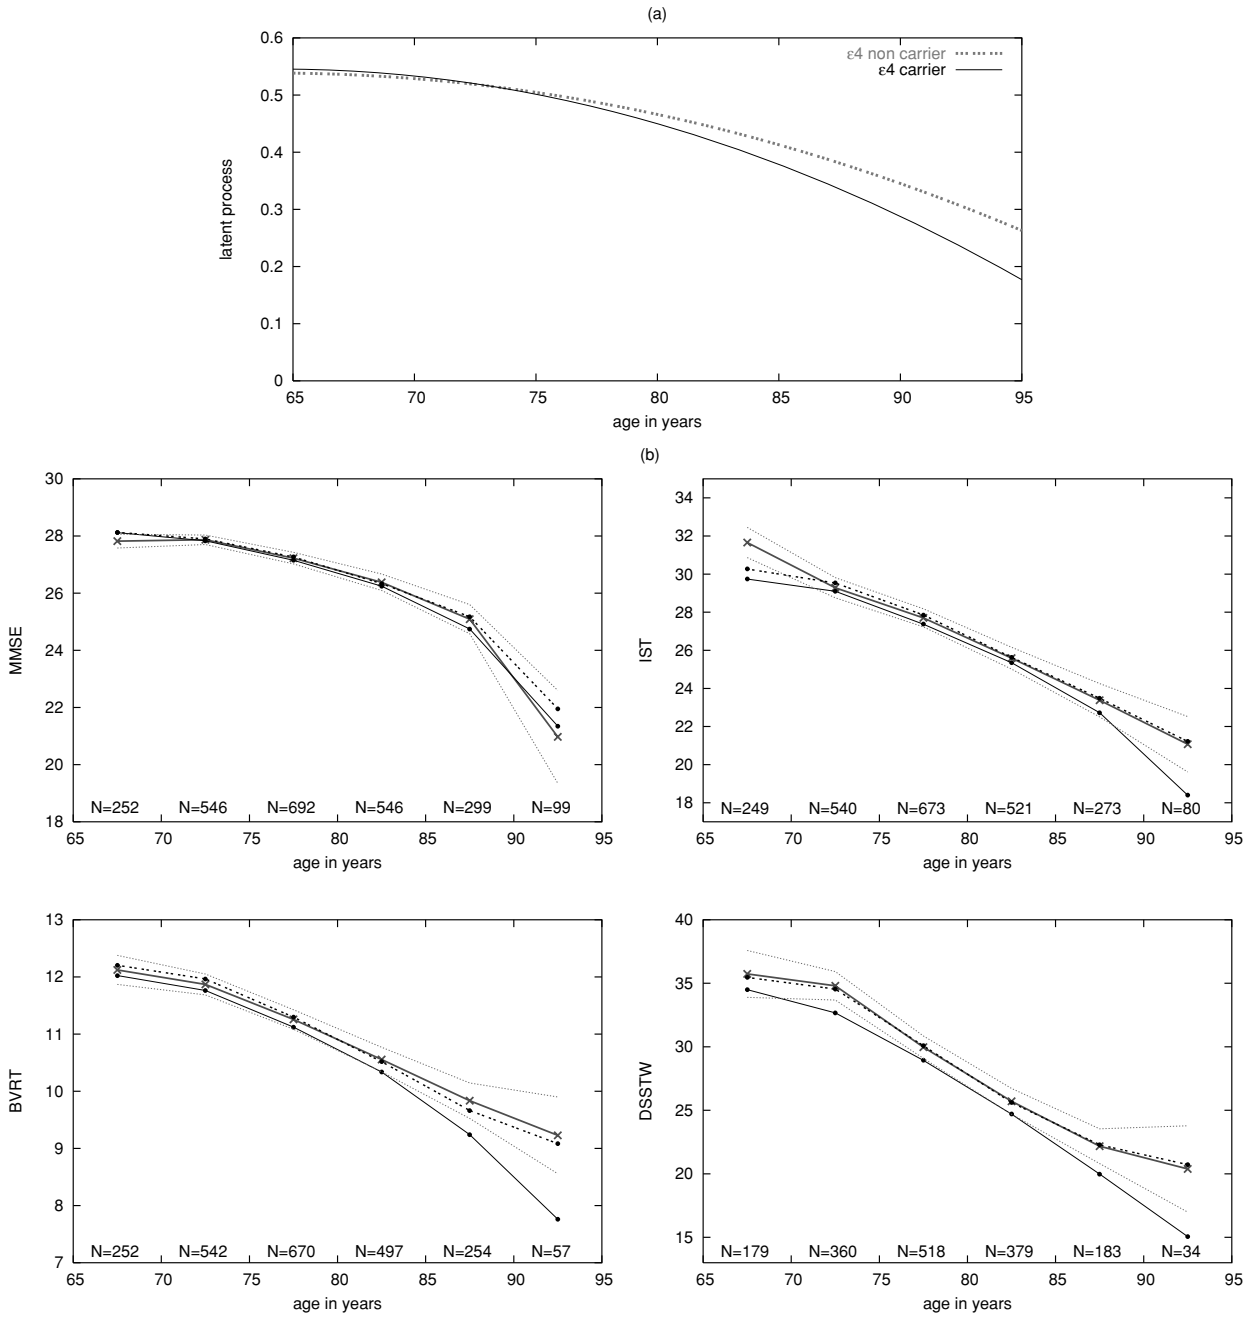 (a)
0.6
0.5
0.4
0.3
0.2
0.1
0
latent process
ε4 non carrier
ε4 carrier
65 70 75 80 85 90 95
age in years
(b)
30
28
26
24
22
20
18
MMSE
N=252 N=546 N=692 N=546 N=299 N=99
65 70 75 80 85 90 95
age in years
34
32
30
28
26
24
22
20
18
IST
N=249 N=540 N=673 N=521 N=273 N=80
65 70 75 80 85 90 95
age in years
13
12
11
10
9
8
7
BVRT
N=252 N=542 N=670 N=497 N=254 N=57
65 70 75 80 85 90 95
age in years
40
35
30
25
20
15
DSSTW
N=179 N=360 N=518 N=379 N=183 N=34
65 70 75 80 85 90 95
age in years